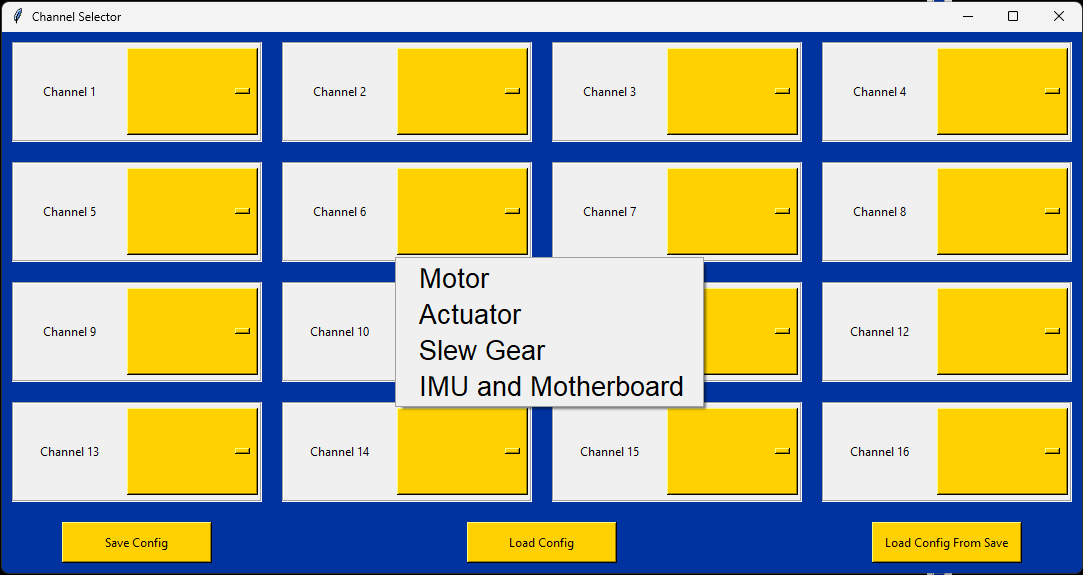 Channel Selector
Channel 1
Channel 2
Channel 3
Channel 4
Channel 5
Channel 6
Channel 7
Channel 8
Motor
Actuator
Slew Gear
IMU and Motherboard
Channel 9
Channel 10
Channel 12
Channel 13
Channel 14
Channel 15
Channel 16
Save Config
Load Config
Load Config From Save